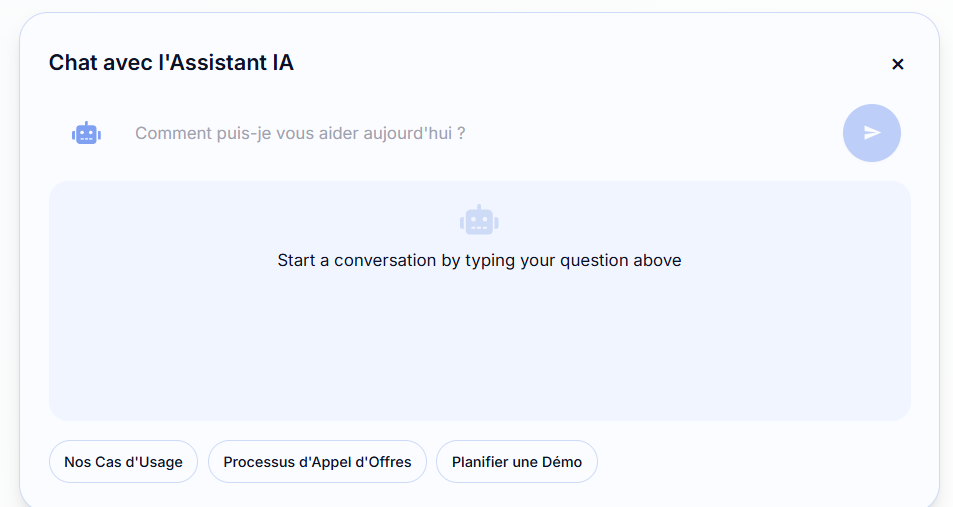 Chat avec l'Assistant IA
Comment puis-je vous aider aujourd'hui ?
Start a conversation by typing your question above
Nos Cas d'Usage
Processus d'Appel d'Offres
Planifier une Démo